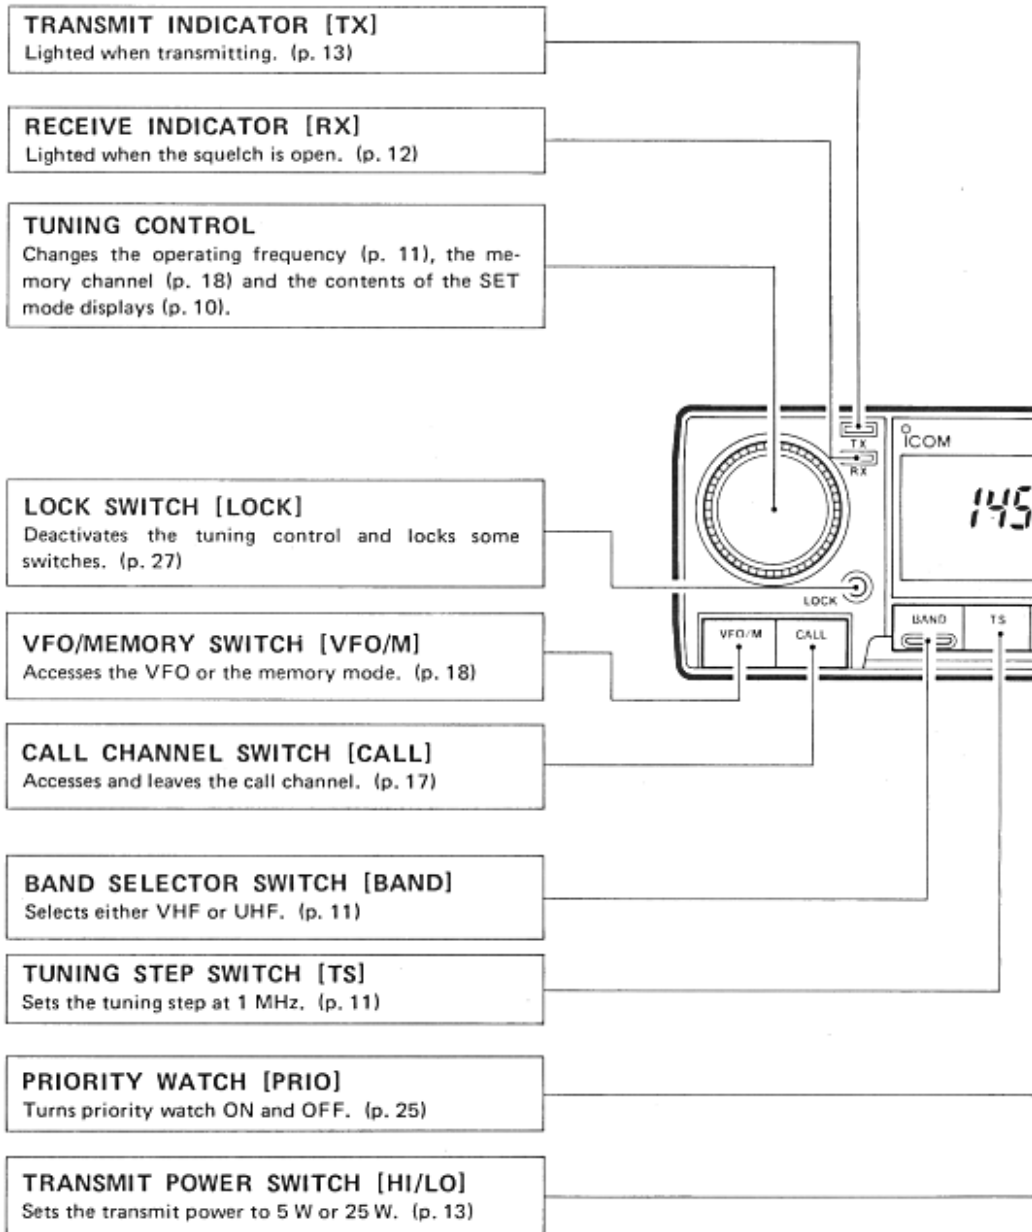 TRANSMIT INDICATOR [TX]
Lighted when transmitting. (p. 13)
RECEIVE INDICATOR [RX]
Lighted when the squelch is open. (p. 12)
TUNING CONTROL
Changes the operating frequency (p. 11), the me-
mory channel (p. 18) and the contents of the SET
mode displays (p. 10).
TX
RX
ICOM
145
LOCK SWITCH [LOCK]
Deactivates the tuning control and locks some
switches. (p. 27)
LOCK
VFO/M
CALL
BAND
TS
VFO/MEMORY SWITCH [VFO/M]
Accesses the VFO or the memory mode. (p. 18)
CALL CHANNEL SWITCH [CALL]
Accesses and leaves the call channel. (p. 17)
BAND SELECTOR SWITCH [BAND]
Selects either VHF or UHF. (p. 11)
TUNING STEP SWITCH [TS]
Sets the tuning step at 1 MHz. (p. 11)
PRIORITY WATCH [PRIO]
Turns priority watch ON and OFF. (p. 25)
TRANSMIT POWER SWITCH [HI/LO]
Sets the transmit power to 5 W or 25 W. (p. 13)